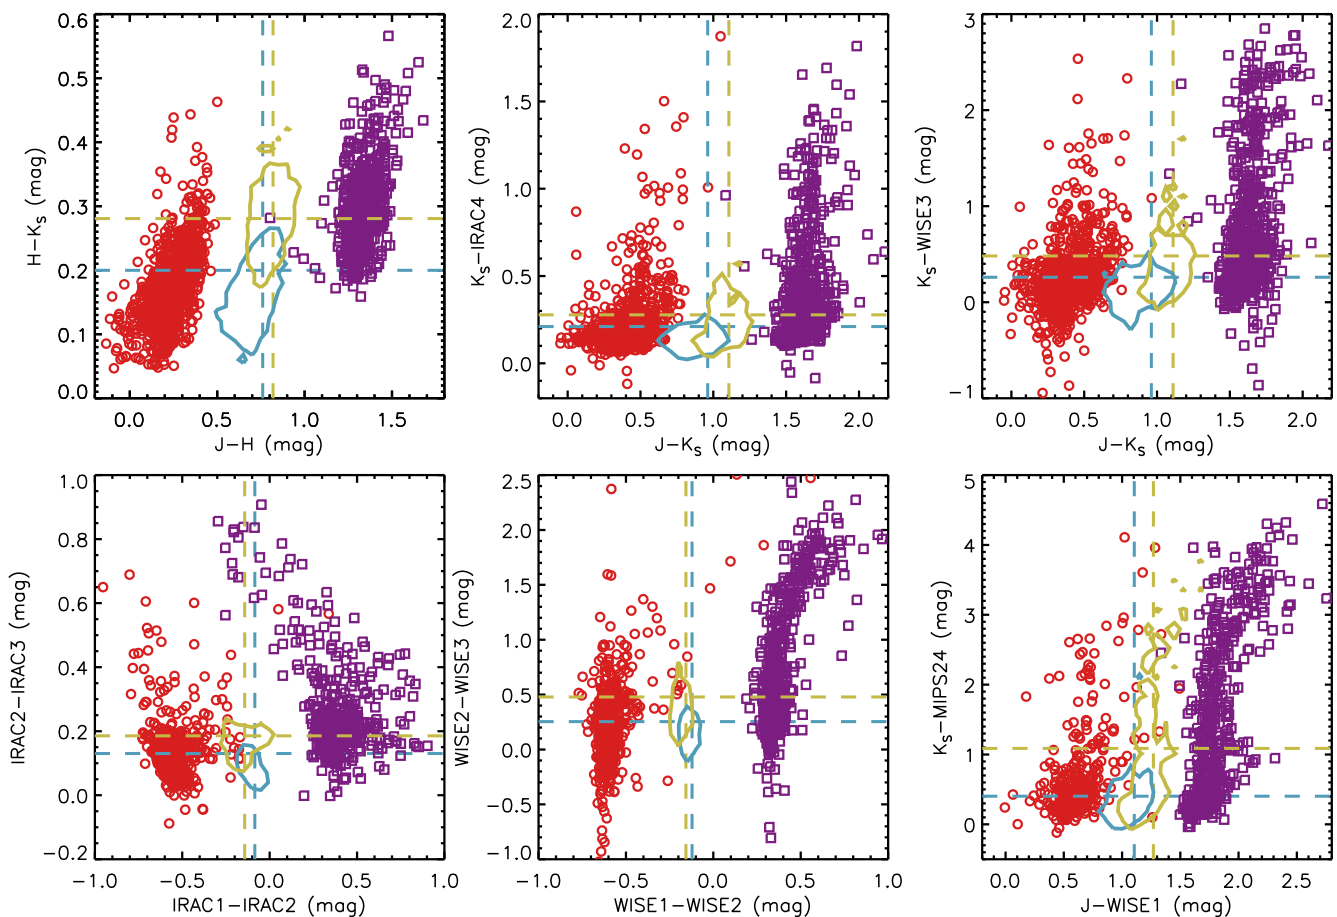 0.6
0.5
0.4
0.3
0.2
0.1
0.0
H−Ks (mag)
0.0 0.5 1.0 1.5
J−H (mag)
2.0
1.5
1.0
0.5
0.0
Ks−IRAC4 (mag)
0.0 0.5 1.0 1.5 2.0
J−Ks (mag)
3
2
1
0
−1
Ks−WISE3 (mag)
0.0 0.5 1.0 1.5 2.0
J−Ks (mag)
1.0
0.8
0.6
0.4
0.2
0.0
−0.2
IRAC2−IRAC3 (mag)
−1.0 −0.5 0.0 0.5 1.0
IRAC1−IRAC2 (mag)
2.5
2.0
1.5
1.0
0.5
0.0
−0.5
−1.0
WISE2−WISE3 (mag)
−1.0 −0.5 0.0 0.5 1.0
WISE1−WISE2 (mag)
5
4
3
2
1
0
Ks−MIPS24 (mag)
0.0 0.5 1.0 1.5 2.0 2.5
J−WISE1 (mag)